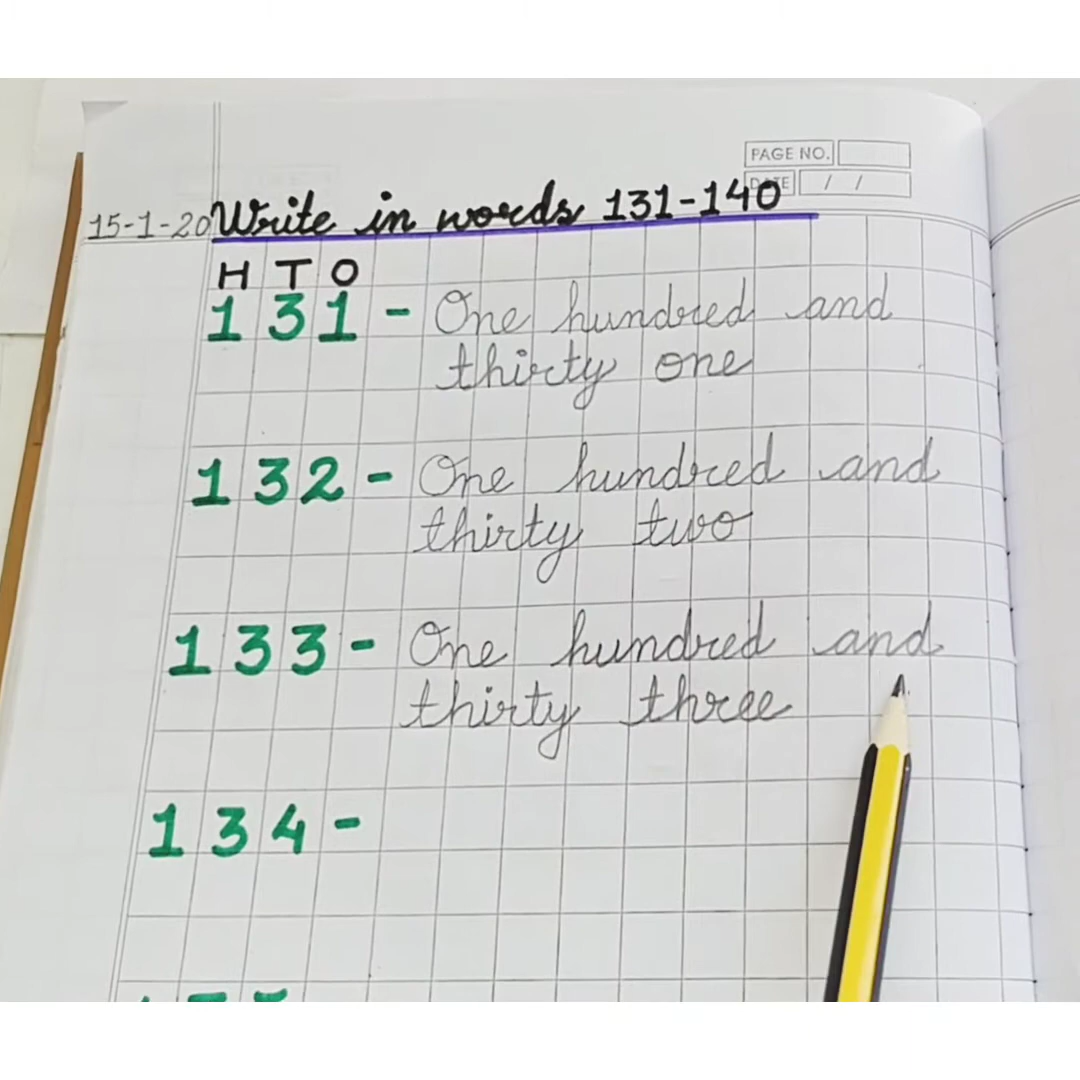 PAGE NO.
DATE / /
15-1-20 Write in words 131-140
H T O
131 - One hundred and
thirty one
132 - One hundred and
thirty two
133 - One hundred and
thirty three
134 -